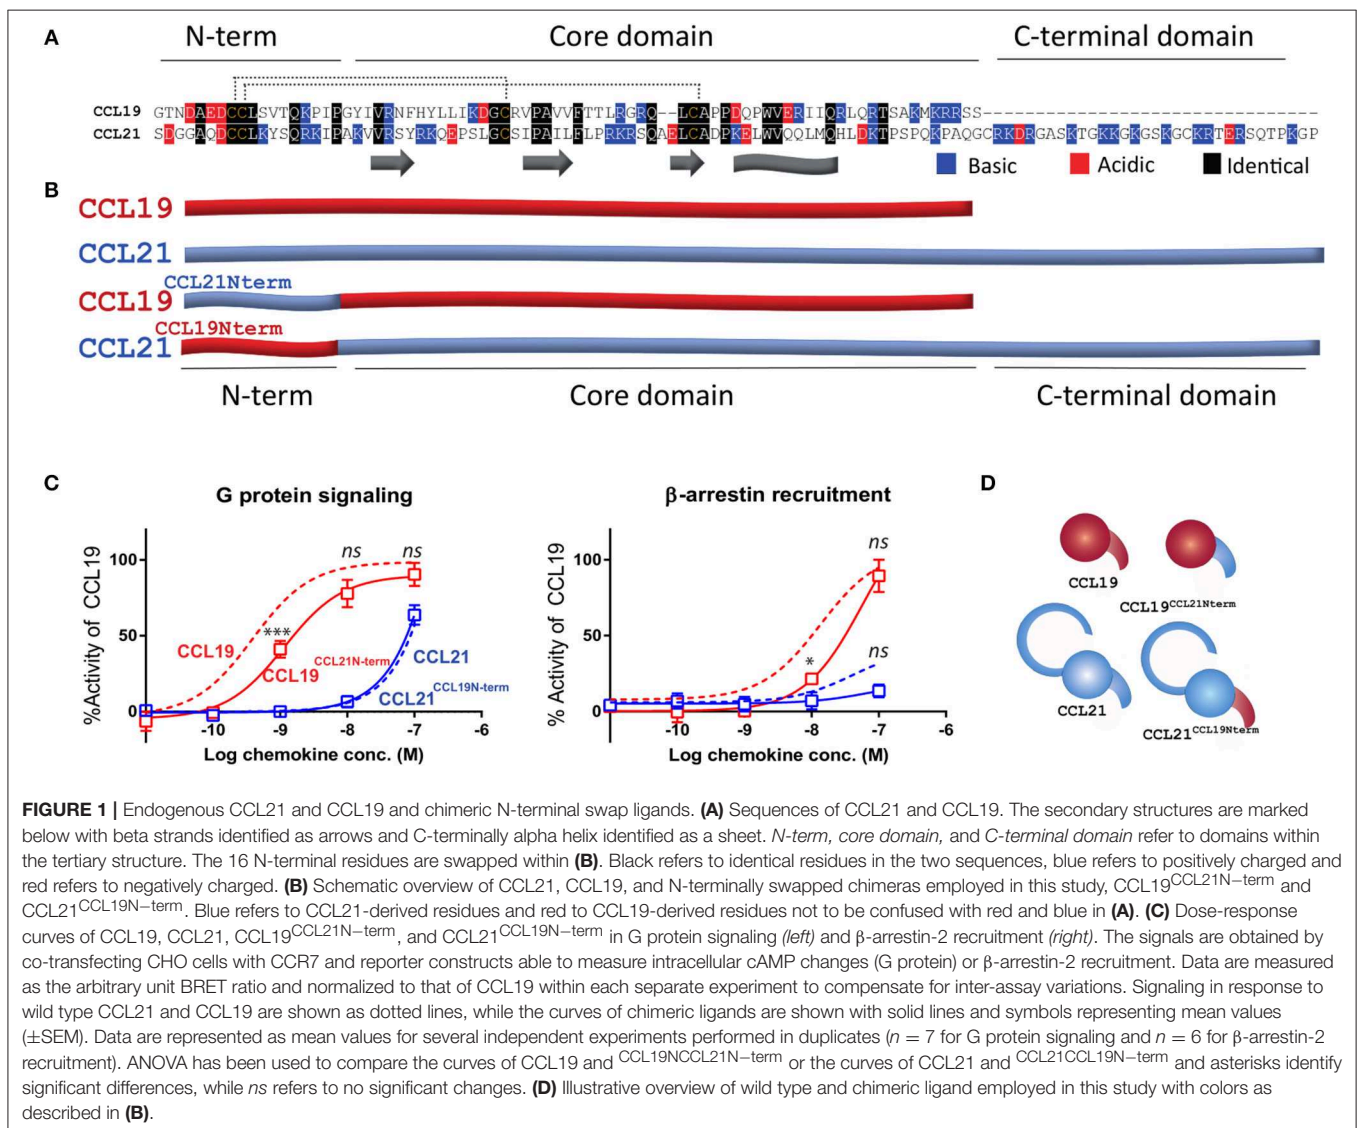 A
N-term
Core domain
C-terminal domain
CCL19 GTNDAEDCCLSVTQKPIPGYIVRNFHYLLIKDGCRVPAVVFTTLRGRQ--LCAPPDQPWVERIIQRLQRTSAKMKRRSS--------------------------------------
CCL21 SDGGAQDCCLKYSQRKIPAKVVRSYRKQEPSLGCSIPAILFLPRKRSQAELCADPKELWVQQLMQHLDKTPSPQKPAQGCRKDRGASKTGKKGKGSKGCKRTERSQTPKGP
Basic
Acidic
Identical
B
CCL19
CCL21
CCL21Nterm
CCL19
CCL19Nterm
CCL21
N-term
Core domain
C-terminal domain
C
G protein signaling
%Activity of CCL19
100
50
0
-10
-9
-8
-7
-6
Log chemokine conc. (M)
ns
ns
***
CCL19
CCL19CCL21N-term
CCL21
CCL21CCL19N-term
β-arrestin recruitment
% Activity of CCL19
100
50
0
-10
-9
-8
-7
-6
Log chemokine conc. (M)
ns
*
ns
D
CCL19
CCL19CCL21Nterm
CCL21
CCL21CCL19Nterm
FIGURE 1 | Endogenous CCL21 and CCL19 and chimeric N-terminal swap ligands. (A) Sequences of CCL21 and CCL19. The secondary structures are marked
below with beta strands identified as arrows and C-terminally alpha helix identified as a sheet. N-term, core domain, and C-terminal domain refer to domains within
the tertiary structure. The 16 N-terminal residues are swapped within (B). Black refers to identical residues in the two sequences, blue refers to positively charged and
red refers to negatively charged. (B) Schematic overview of CCL21, CCL19, and N-terminally swapped chimeras employed in this study, CCL19CCL21N−term and
CCL21CCL19N−term. Blue refers to CCL21-derived residues and red to CCL19-derived residues not to be confused with red and blue in (A). (C) Dose-response
curves of CCL19, CCL21, CCL19CCL21N−term, and CCL21CCL19N−term in G protein signaling (left) and β-arrestin-2 recruitment (right). The signals are obtained by
co-transfecting CHO cells with CCR7 and reporter constructs able to measure intracellular cAMP changes (G protein) or β-arrestin-2 recruitment. Data are measured
as the arbitrary unit BRET ratio and normalized to that of CCL19 within each separate experiment to compensate for inter-assay variations. Signaling in response to
wild type CCL21 and CCL19 are shown as dotted lines, while the curves of chimeric ligands are shown with solid lines and symbols representing mean values
(±SEM). Data are represented as mean values for several independent experiments performed in duplicates (n = 7 for G protein signaling and n = 6 for β-arrestin-2
recruitment). ANOVA has been used to compare the curves of CCL19 and CCL19NCCL21N−term or the curves of CCL21 and CCL21CCL19N−term and asterisks identify
significant differences, while ns refers to no significant changes. (D) Illustrative overview of wild type and chimeric ligand employed in this study with colors as
described in (B).